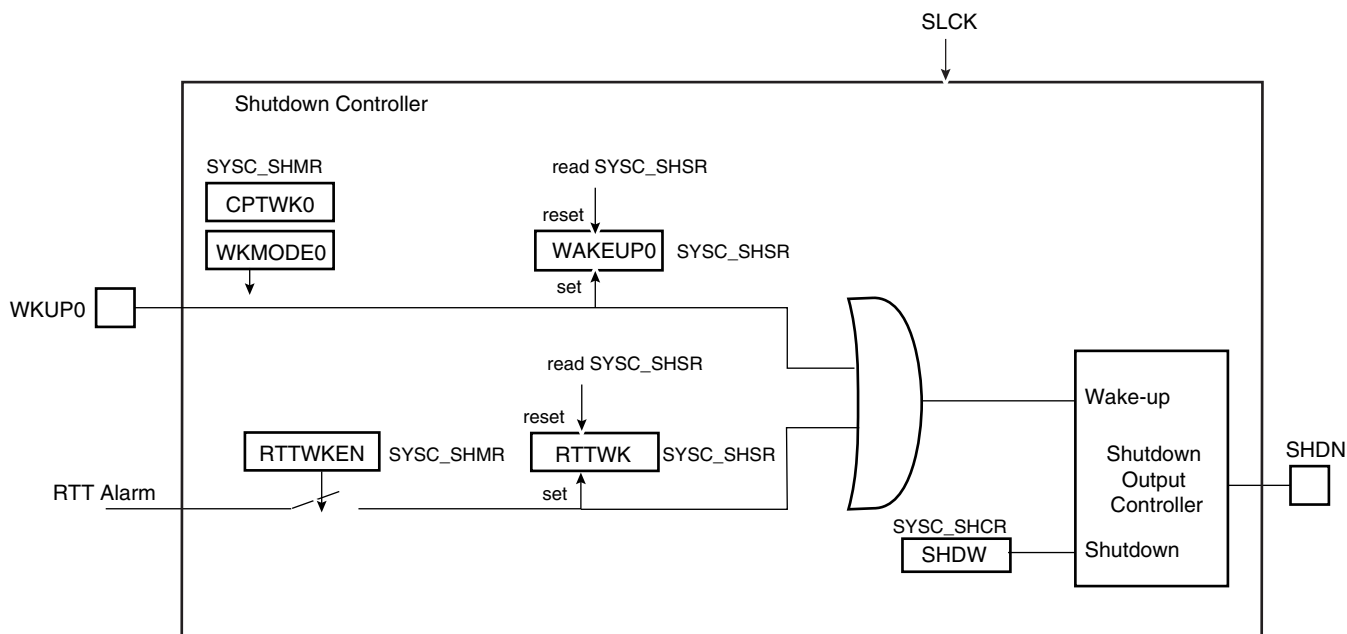 SLCK
Shutdown Controller
SYSC_SHMR
CPTWK0
WKMODE0
read SYSC_SHSR
reset
WAKEUP0
SYSC_SHSR
set
WKUP0
read SYSC_SHSR
reset
RTTWKEN
SYSC_SHMR
RTTWK
SYSC_SHSR
set
RTT Alarm
Wake-up
Shutdown
Output
Controller
SHDN
SYSC_SHCR
SHDW
Shutdown